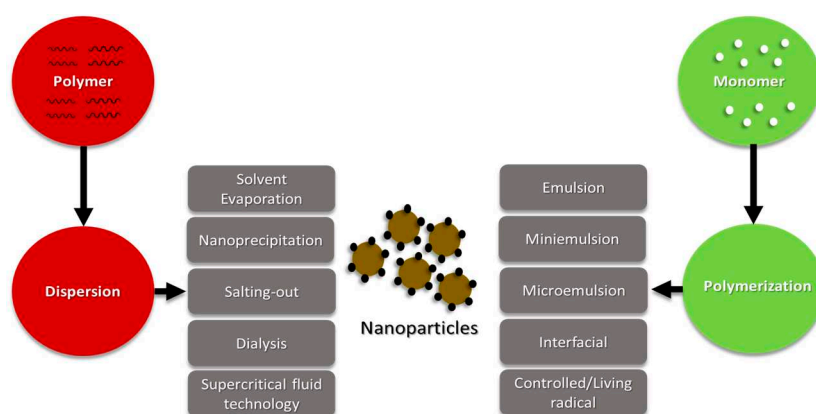 Polymer
Monomer
Solvent
Evaporation
Nanoprecipitation
Salting-out
Dialysis
Supercritical fluid
technology
Dispersion
Nanoparticles
Emulsion
Miniemulsion
Microemulsion
Interfacial
Controlled/Living
radical
Polymerization